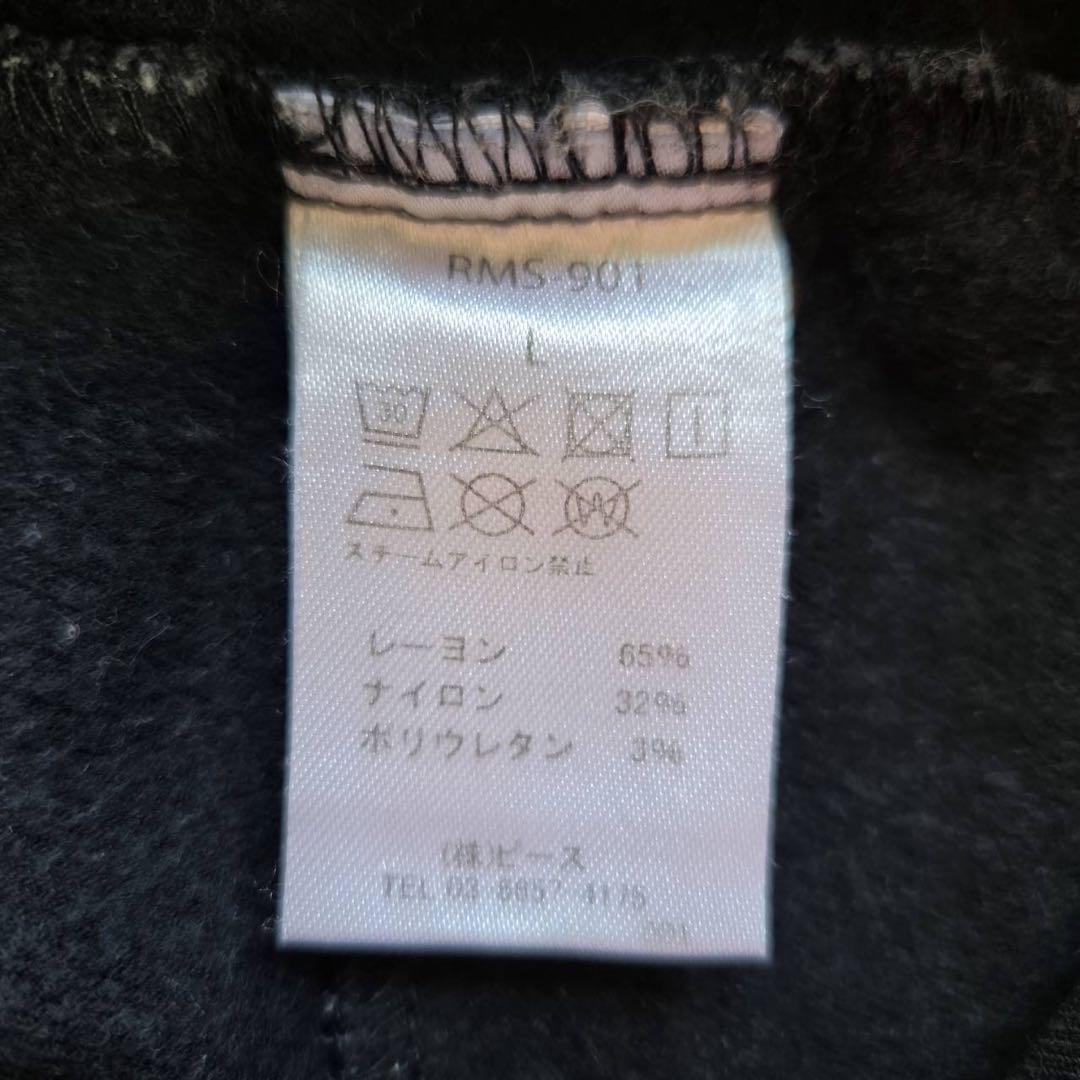 RMS-901
L
30
スチームアイロン禁止
レーヨン 65%
ナイロン 32%
ポリウレタン 3%
(株)ピース